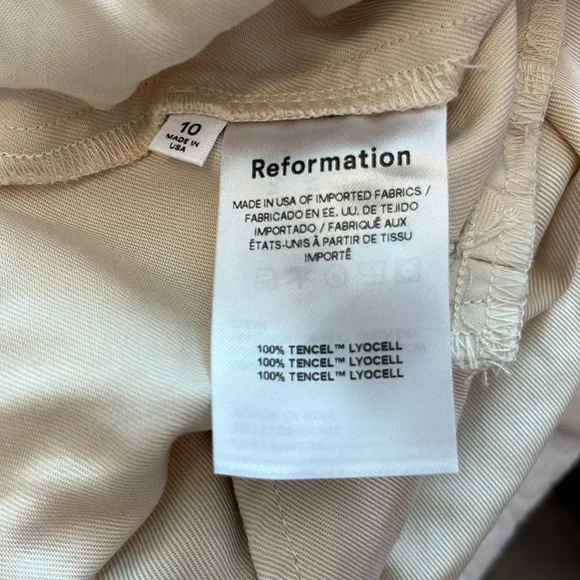 10
MADE IN
USA
Reformation
MADE IN USA OF IMPORTED FABRICS /
FABRICADO EN EE. UU. DE TEJIDO
IMPORTADO / FABRIQUÉ AUX
ÉTATS-UNIS À PARTIR DE TISSU
IMPORTÉ
100% TENCEL™ LYOCELL
100% TENCEL™ LYOCELL
100% TENCEL™ LYOCELL